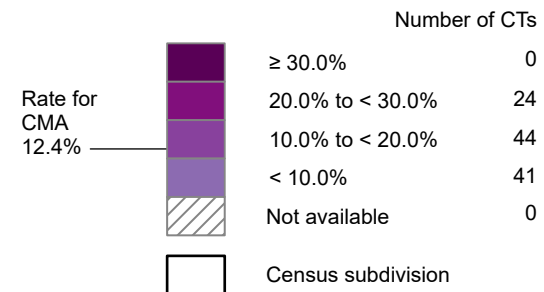 Number of CTs
≥ 30.0% 0
20.0% to < 30.0% 24
Rate for
CMA
12.4%
10.0% to < 20.0% 44
< 10.0% 41
Not available 0
Census subdivision